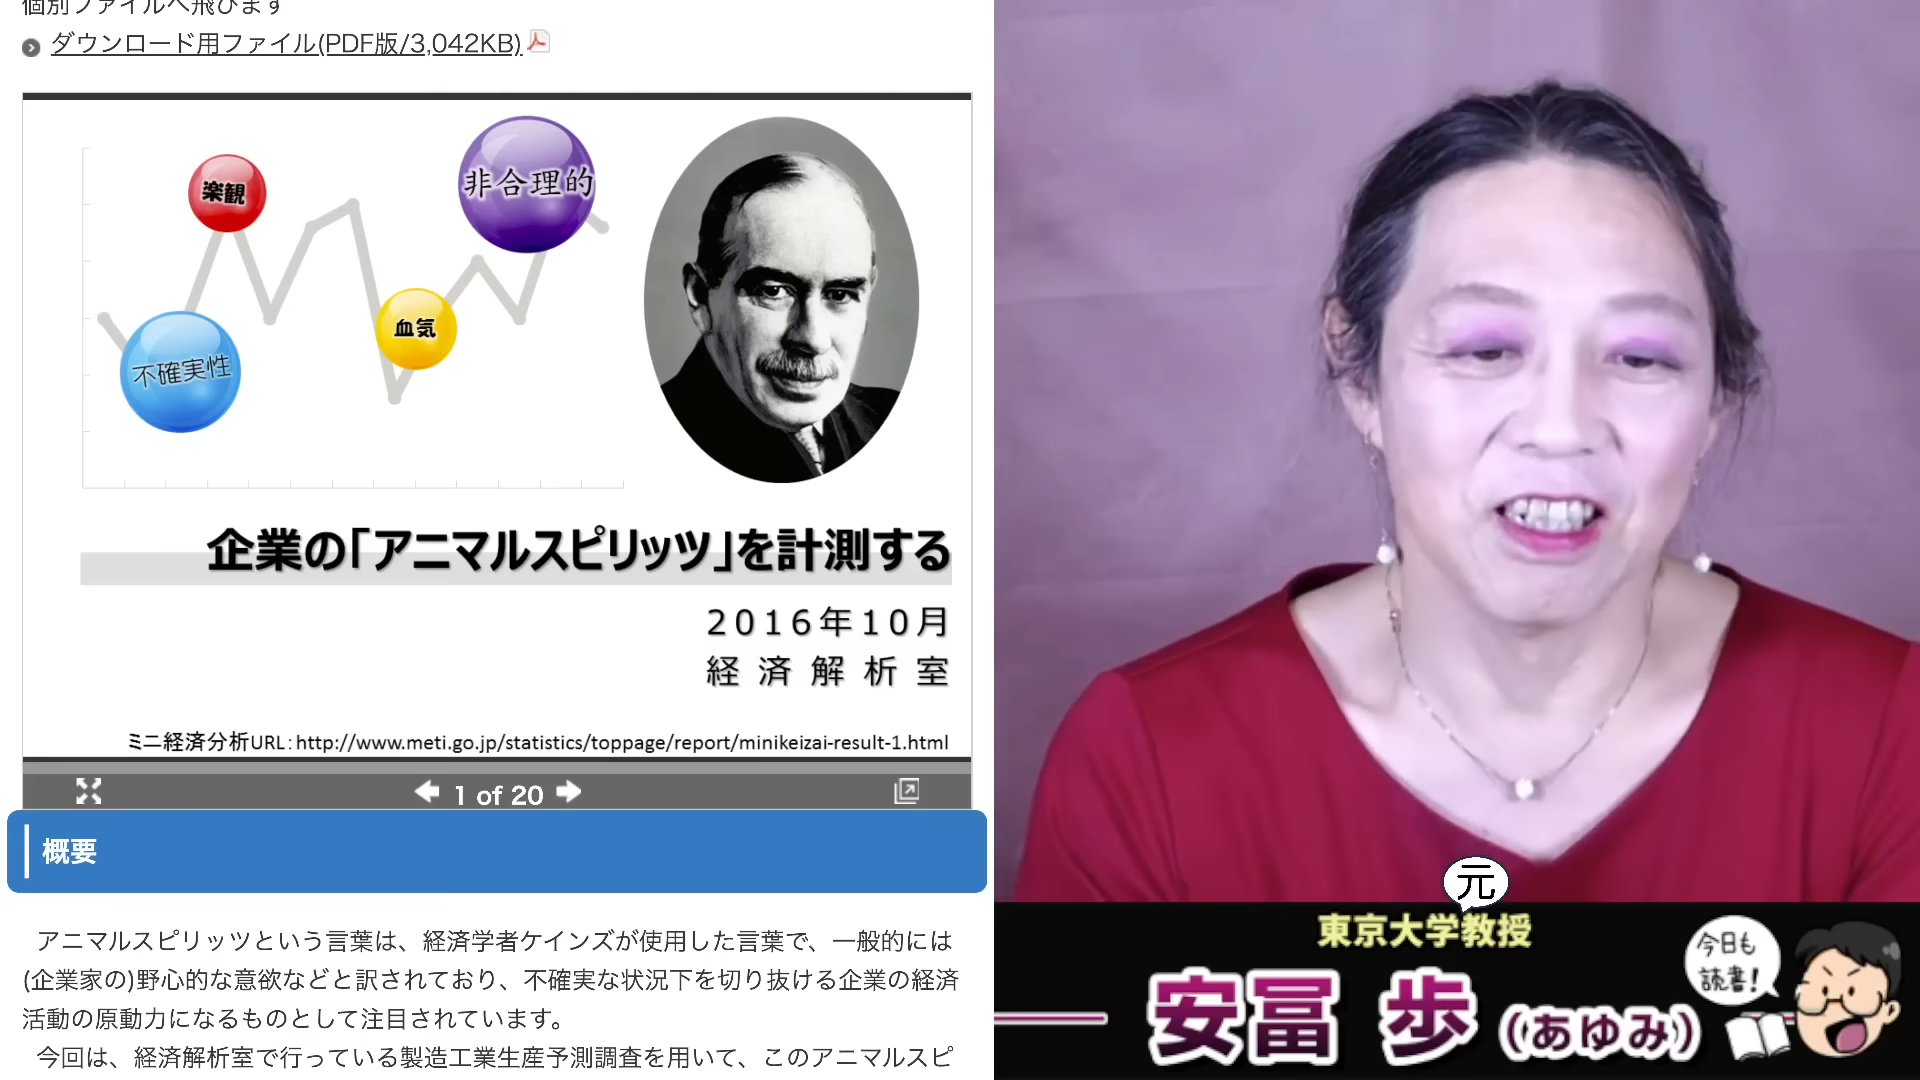 個別ファイルへ飛びます
ダウンロード用ファイル(PDF版/3,042KB)
楽観
非合理的
血気
不確実性
企業の「アニマルスピリッツ」を計測する
2016年10月
経済解析室
ミニ経済分析URL：http://www.meti.go.jp/statistics/toppage/report/minikeizai-result-1.html
1 of 20
概要
アニマルスピリッツという言葉は、経済学者ケインズが使用した言葉で、一般的には
(企業家の)野心的な意欲などと訳されており、不確実な状況下を切り抜ける企業の経済
活動の原動力になるものとして注目されています。
今回は、経済解析室で行っている製造工業生産予測調査を用いて、このアニマルスピ
元
東京大学教授
安冨 歩 (あゆみ)
今日も
読書!